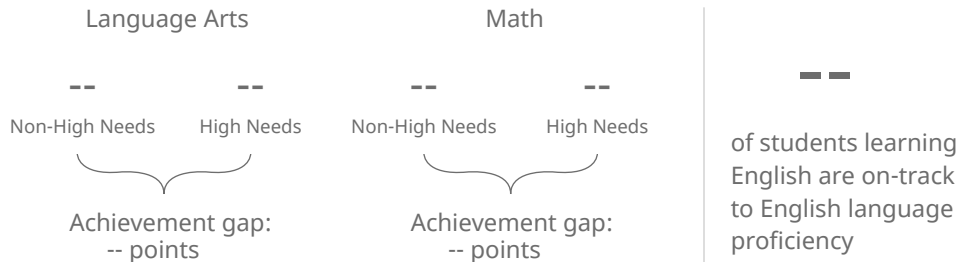 Language Arts
-- --
Non-High Needs High Needs
Achievement gap:
-- points
Math
-- --
Non-High Needs High Needs
Achievement gap:
-- points
--
of students learning
English are on-track
to English language
proficiency